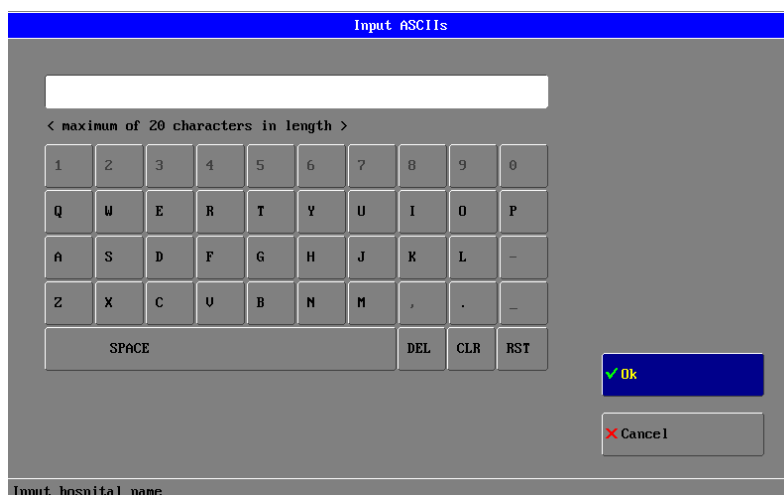 Input ASCIIs
< maximum of 20 characters in length >
1 2 3 4 5 6 7 8 9 0
Q W E R T Y U I O P
A S D F G H J K L -
Z X C V B N M , . _
SPACE DEL CLR RST
Ok
Cancel
Input hospital name